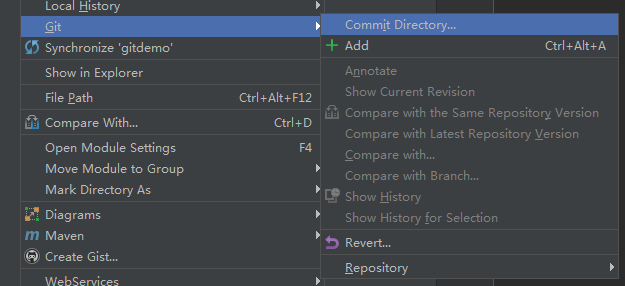 Local History
Git
Synchronize 'gitdemo'
Show in Explorer
File Path Ctrl+Alt+F12
Compare With... Ctrl+D
Open Module Settings F4
Move Module to Group
Mark Directory As
Diagrams
Maven
Create Gist...
WebServices
Commit Directory...
Add Ctrl+Alt+A
Annotate
Show Current Revision
Compare with the Same Repository Version
Compare with Latest Repository Version
Compare with...
Compare with Branch...
Show History
Show History for Selection
Revert...
Repository